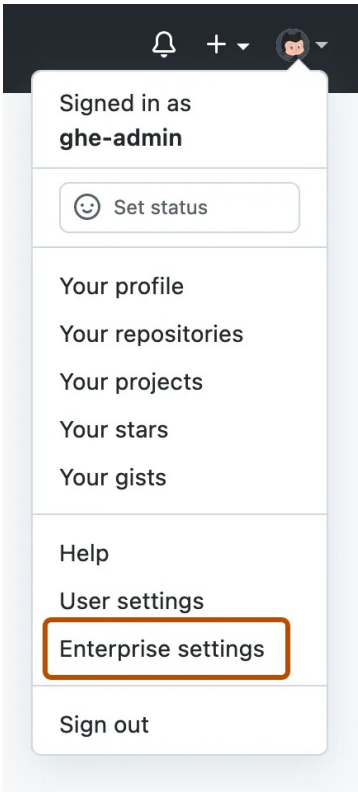 Signed in as
ghe-admin
Set status
Your profile
Your repositories
Your projects
Your stars
Your gists
Help
User settings
Enterprise settings
Sign out